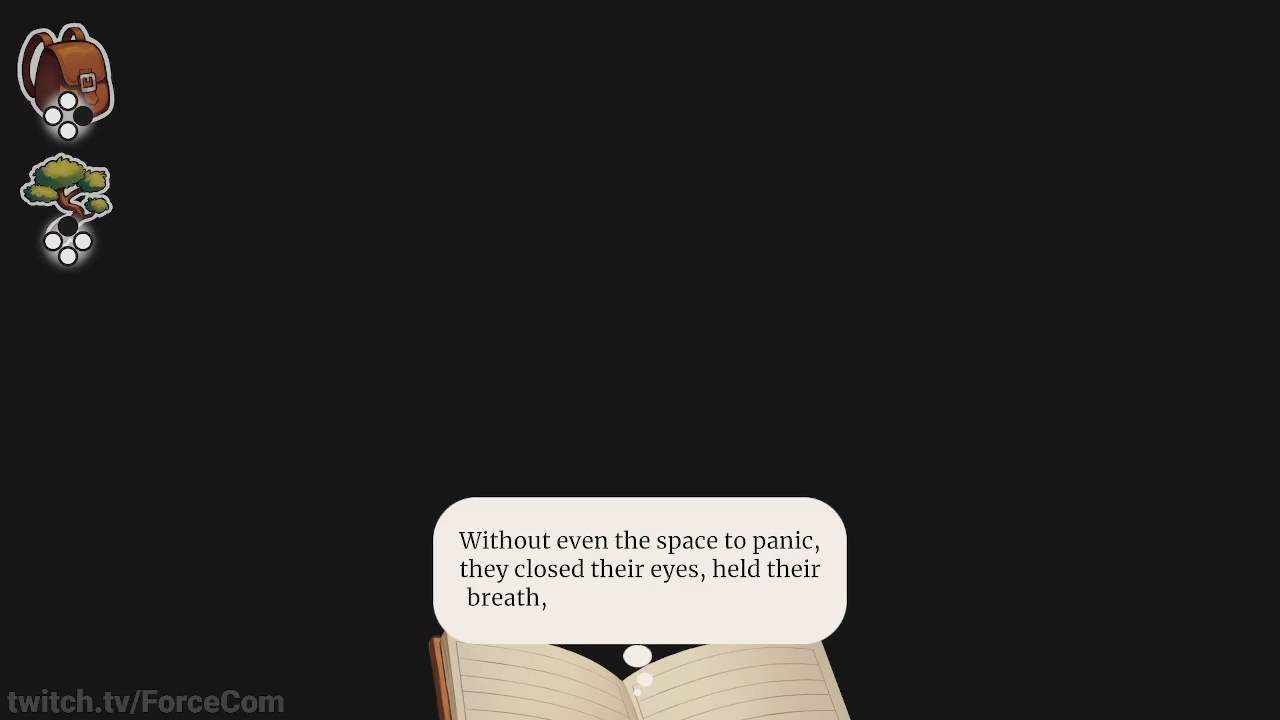 Without even the space to panic,
they closed their eyes, held their
breath,
twitch.tv/ForceCom